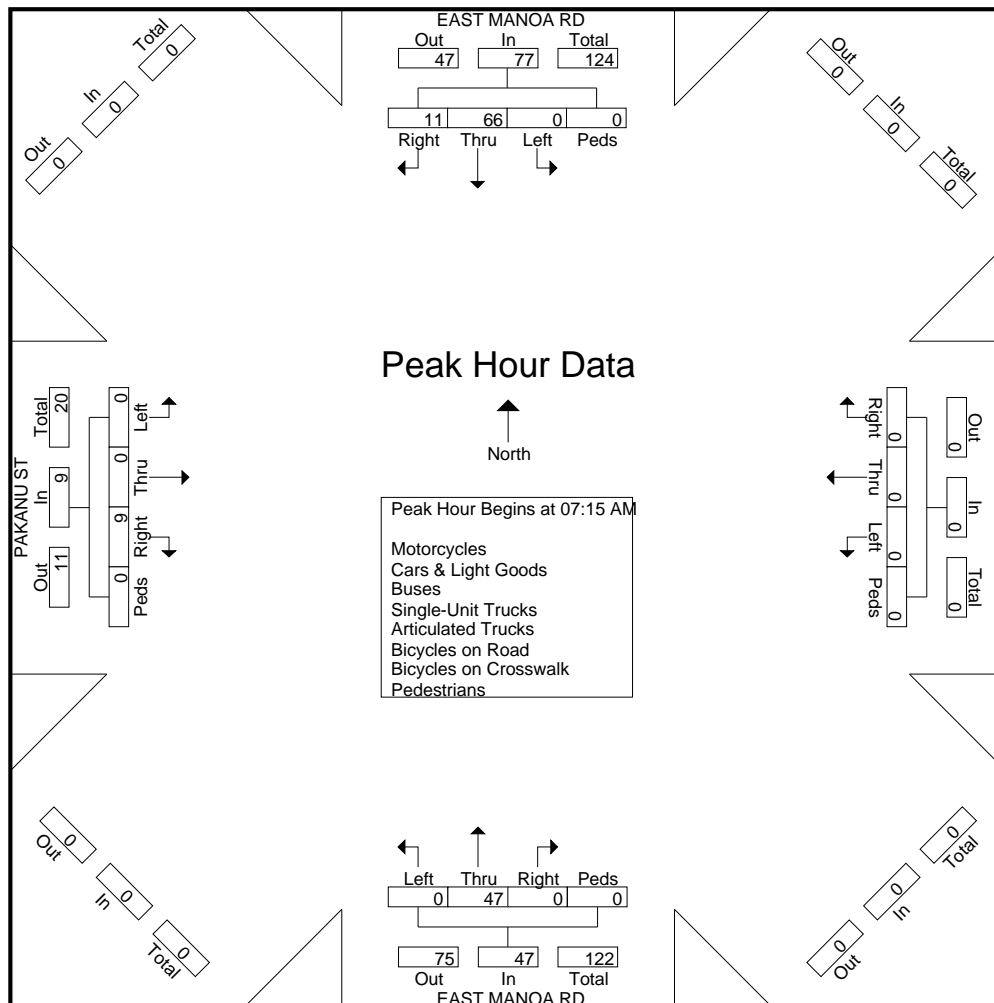 EAST MANOA RD
Out In Total
47 77 124
11 66 0 0
Right Thru Left Peds
Total
0
In
0
Out
0
Out
0
In
0
Total
0
Peak Hour Data
North
Peak Hour Begins at 07:15 AM
Motorcycles
Cars & Light Goods
Buses
Single-Unit Trucks
Articulated Trucks
Bicycles on Road
Bicycles on Crosswalk
Pedestrians
PAKANU ST
Out In Total
11 9 20
0 9 0 0
Peds Right Thru Left
Out In Total
0 0 0
Right Thru Left Peds
0 0 0 0
0
Out
0
In
0
Total
0
Total
0
In
0
Out
Left Thru Right Peds
0 47 0 0
75 47 122
Out In Total
EAST MANOA RD